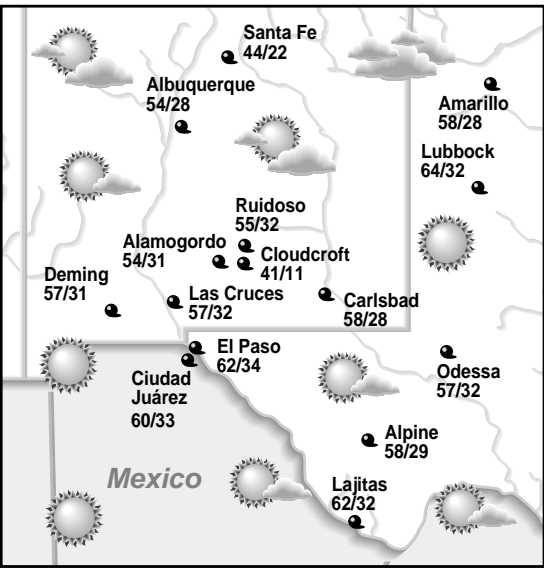 Santa Fe
44/22
Albuquerque
54/28
Amarillo
58/28
Lubbock
64/32
Ruidoso
55/32
Alamogordo
54/31
Cloudcroft
41/11
Deming
57/31
Las Cruces
57/32
Carlsbad
58/28
El Paso
62/34
Ciudad
Juárez
60/33
Odessa
57/32
Alpine
58/29
Mexico
Lajitas
62/32